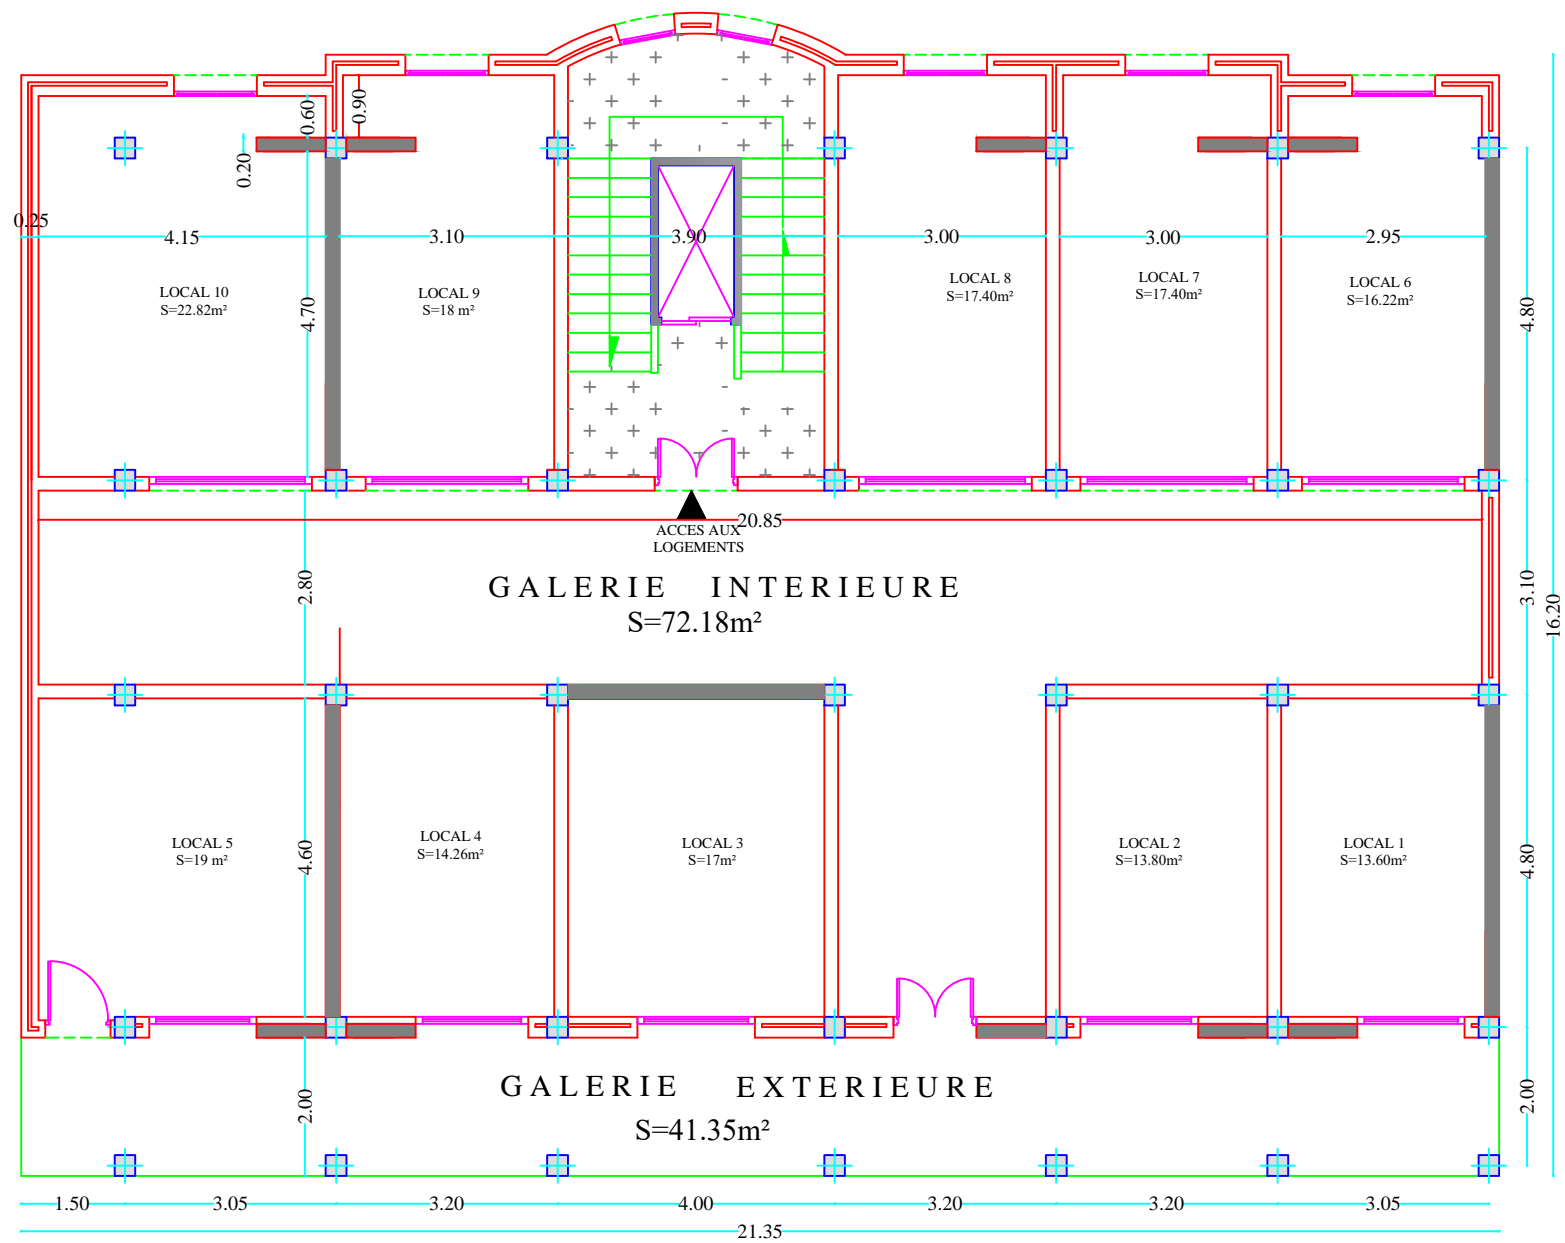 0.60
0.90
0.20
0.25
4.15
3.10
3.90
3.00
3.00
2.95
LOCAL 10
S=22.82m²
LOCAL 9
S=18 m²
LOCAL 8
S=17.40m²
LOCAL 7
S=17.40m²
LOCAL 6
S=16.22m²
4.70
4.80
20.85
ACCES AUX
LOGEMENTS
GALERIE INTERIEURE
S=72.18m²
2.80
3.10
16.20
LOCAL 5
S=19 m²
LOCAL 4
S=14.26m²
LOCAL 3
S=17m²
LOCAL 2
S=13.80m²
LOCAL 1
S=13.60m²
4.60
4.80
GALERIE EXTERIEURE
S=41.35m²
2.00
2.00
1.50
3.05
3.20
4.00
3.20
3.20
3.05
21.35